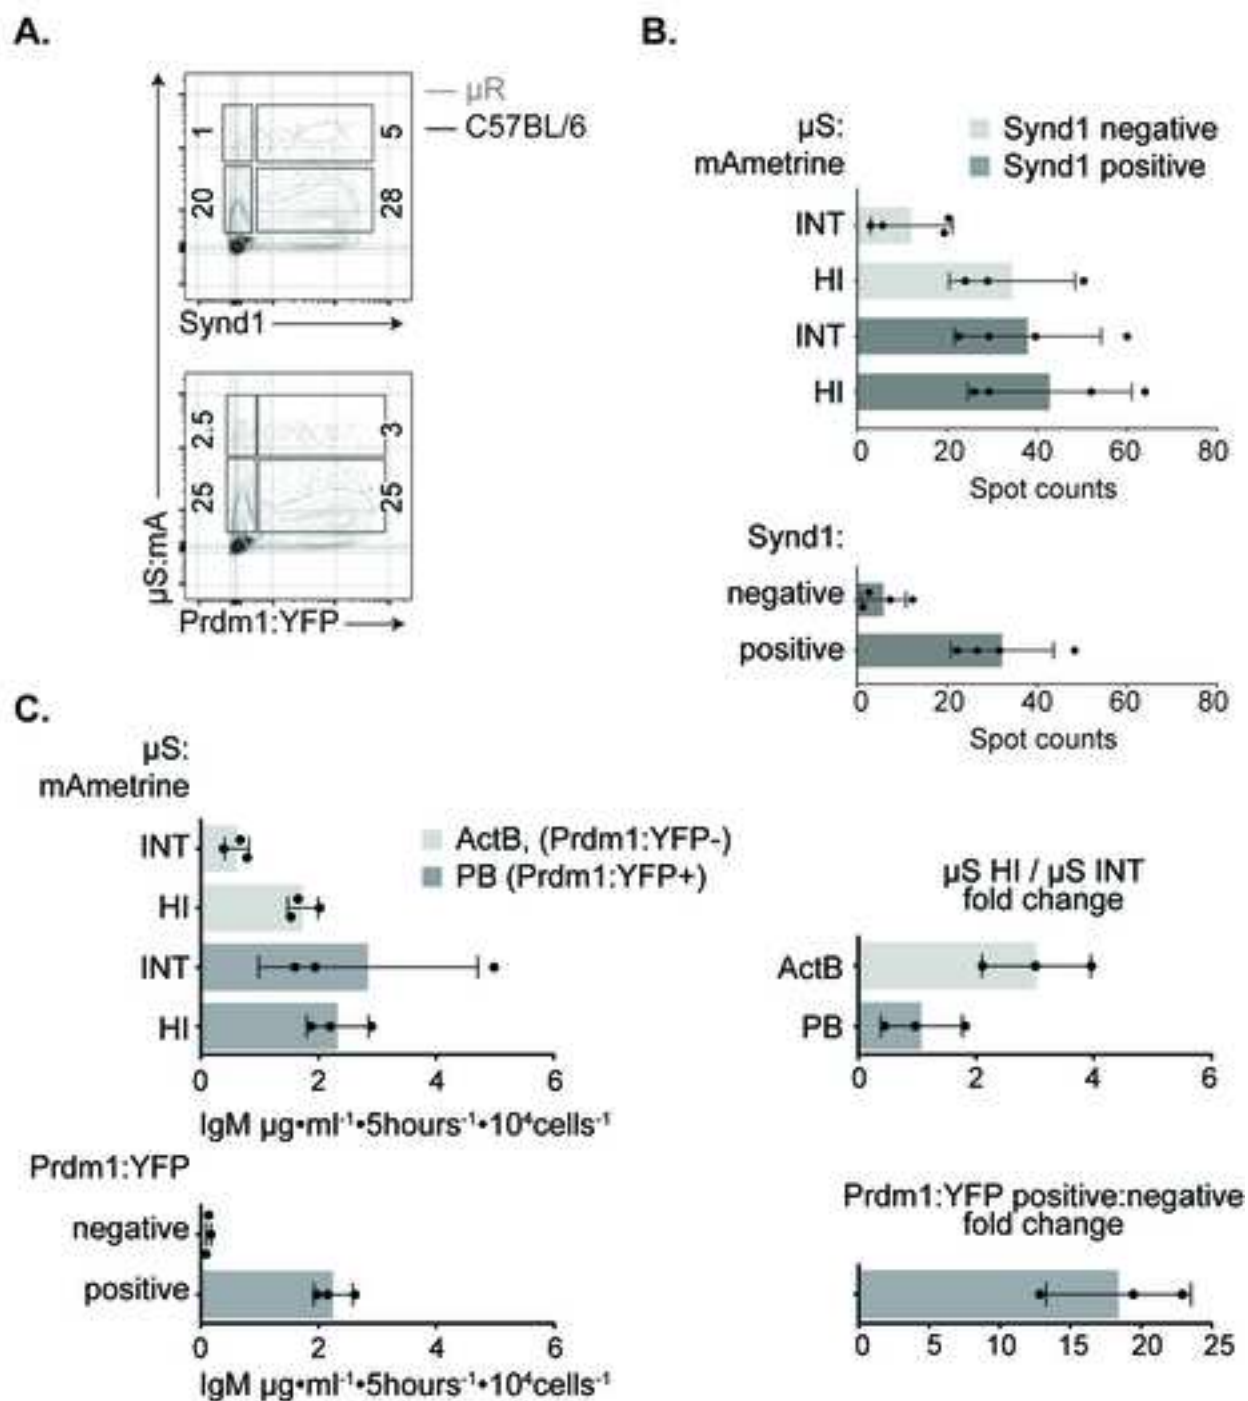 A.
µR
C57BL/6
1
5
20
28
Synd1
2.5
3
25
25
µS:mA
Prdm1:YFP
B.
µS:
mAmetrine
Synd1 negative
Synd1 positive
INT
HI
INT
HI
0 20 40 60 80
Spot counts
Synd1:
negative
positive
0 20 40 60 80
Spot counts
C.
µS:
mAmetrine
ActB, (Prdm1:YFP-)
PB (Prdm1:YFP+)
INT
HI
INT
HI
0 2 4 6
IgM µg•ml⁻¹•5hours⁻¹•10⁴cells⁻¹
µS HI / µS INT
fold change
ActB
PB
0 2 4 6
Prdm1:YFP
negative
positive
0 2 4 6
IgM µg•ml⁻¹•5hours⁻¹•10⁴cells⁻¹
Prdm1:YFP positive:negative
fold change
0 5 10 15 20 25